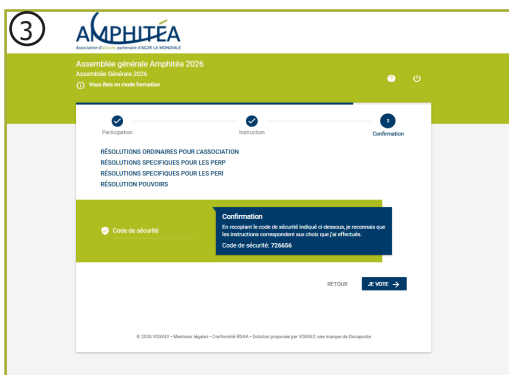 3
AMPHITÉA
Association d'Assurés partenaire d'AG2R LA MONDIALE
Assemblée générale Amphitéa 2026
Assemblée Générale 2026
Vous êtes en mode formation
Participation
Instruction
3
Confirmation
RÉSOLUTIONS ORDINAIRES POUR L'ASSOCIATION
RÉSOLUTIONS SPECIFIQUES POUR LES PERP
RÉSOLUTIONS SPECIFIQUES POUR LES PERI
RÉSOLUTION POUVOIRS
Code de sécurité
Confirmation
En recopiant le code de sécurité indiqué ci-dessous, je reconnais que
les instructions correspondent aux choix que j'ai effectués.
Code de sécurité: 726656
RETOUR
JE VOTE
© 2026 VOXALY • Mentions légales • Conformité RGAA • Solution proposée par VOXALY, une marque de Docaposte